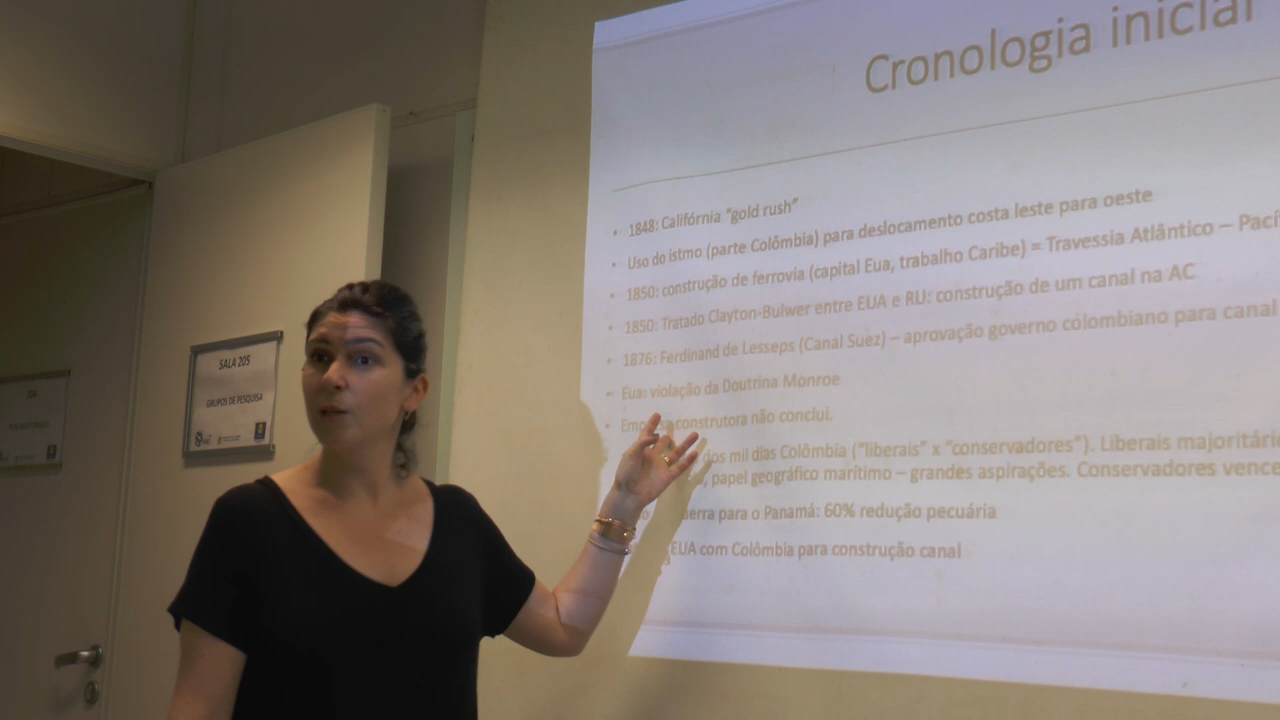 Cronologia inicial
1848: Califórnia “gold rush”
Uso do istmo (parte Colômbia) para deslocamento costa leste para oeste
1850: construção de ferrovia (capital Eua, trabalho Caribe) = Travessia Atlântico – Pací
1850: Tratado Clayton-Bulwer entre EUA e RU: construção de um canal na AC
1876: Ferdinand de Lesseps (Canal Suez) – aprovação governo colombiano para canal
Eua: violação da Doutrina Monroe
construtora não conclui.
dos mil dias Colômbia (“liberais” x “conservadores”). Liberais majoritári
, papel geográfico marítimo – grandes aspirações. Conservadores vence
para o Panamá: 60% redução pecuária
EUA com Colômbia para construção canal
SALA 205
GRUPOS DE PESQUISA